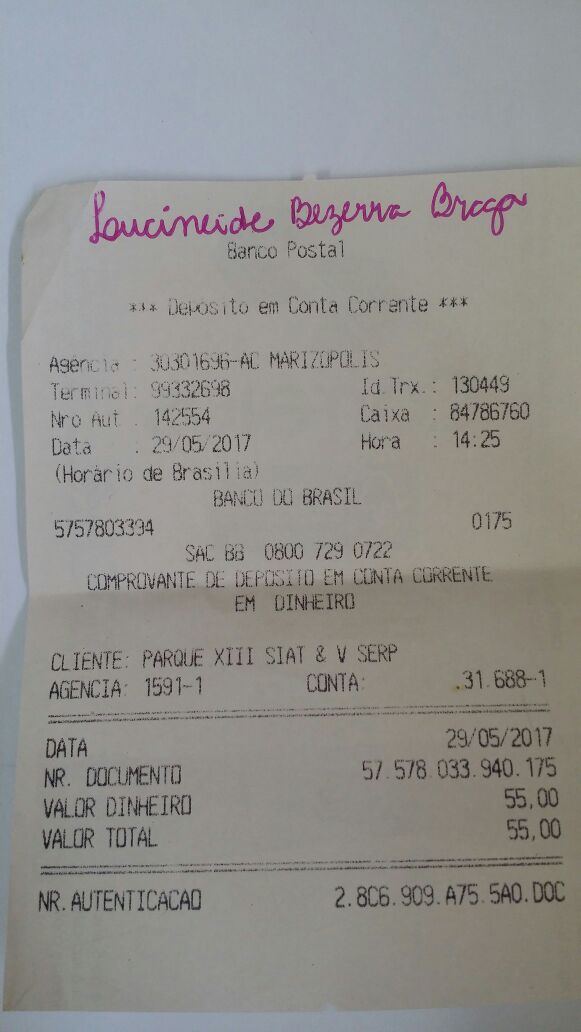 Loucineide Bezerra Braga
Banco Postal
*** Deposito em Conta Corrente ***
Agência : 30301696-AC MARIZOPOLIS
Terminal: 99332698 Id.Trx.: 130449
Nro Aut : 142554 Caixa : 84786760
Data : 29/05/2017 Hora : 14:25
(Horário de Brasília)
BANCO DO BRASIL
5757803394 0175
SAC BB 0800 729 0722
COMPROVANTE DE DEPOSITO EM CONTA CORRENTE
EM DINHEIRO
CLIENTE: PARQUE XIII SIAT & V SERP
AGENCIA: 1591-1 CONTA: 31.688-1
DATA 29/05/2017
NR. DOCUMENTO 57.578.033.940.175
VALOR DINHEIRO 55,00
VALOR TOTAL 55,00
NR.AUTENTICACAO 2.8C6.909.A75.5A0.D0C